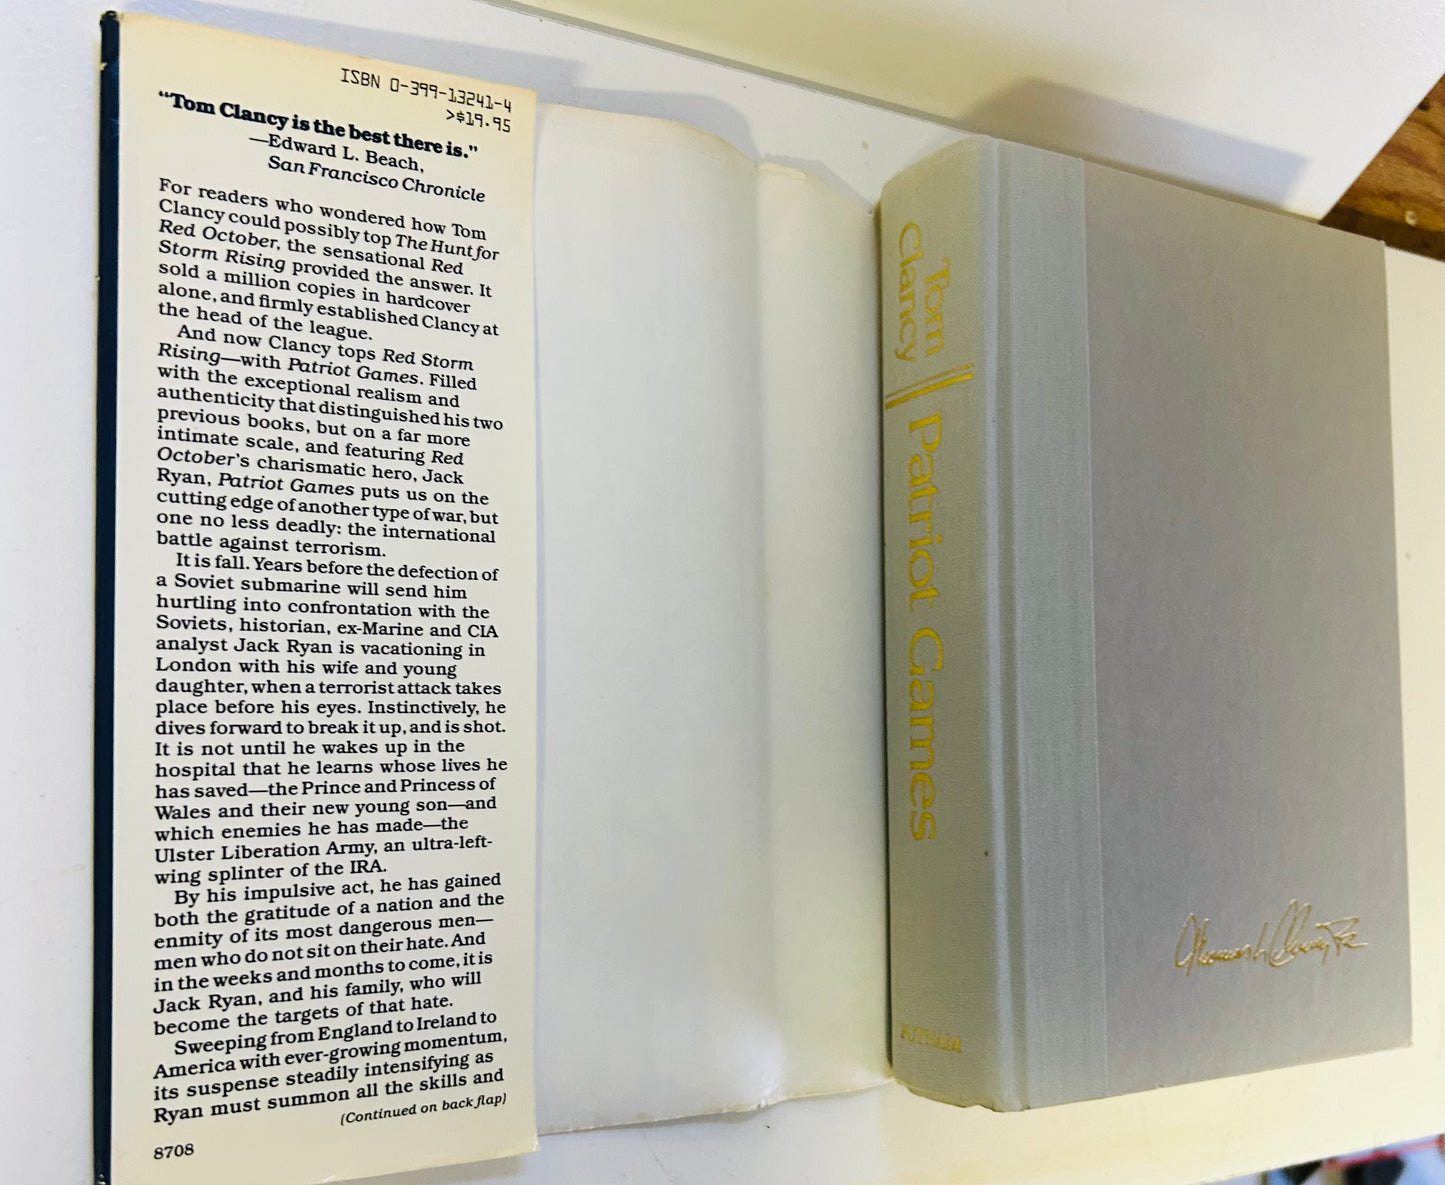 ISBN 0-399-13241-4
>$19.95
“Tom Clancy is the best there is.”
—Edward L. Beach,
San Francisco Chronicle
For readers who wondered how Tom
Clancy could possibly top The Hunt for
Red October, the sensational Red
Storm Rising provided the answer. It
sold a million copies in hardcover
alone, and firmly established Clancy at
the head of the league.
And now Clancy tops Red Storm
Rising—with Patriot Games. Filled
with the exceptional realism and
authenticity that distinguished his two
previous books, but on a far more
intimate scale, and featuring Red
October's charismatic hero, Jack
Ryan, Patriot Games puts us on the
cutting edge of another type of war, but
one no less deadly: the international
battle against terrorism.
It is fall. Years before the defection of
a Soviet submarine will send him
hurtling into confrontation with the
Soviets, historian, ex-Marine and CIA
analyst Jack Ryan is vacationing in
London with his wife and young
daughter, when a terrorist attack takes
place before his eyes. Instinctively, he
dives forward to break it up, and is shot.
It is not until he wakes up in the
hospital that he learns whose lives he
has saved—the Prince and Princess of
Wales and their new young son—and
which enemies he has made—the
Ulster Liberation Army, an ultra-left-
wing splinter of the IRA.
By his impulsive act, he has gained
both the gratitude of a nation and the
enmity of its most dangerous men—
men who do not sit on their hate. And
in the weeks and months to come, it is
Jack Ryan, and his family, who will
become the targets of that hate.
Sweeping from England to Ireland to
America with ever-growing momentum,
its suspense steadily intensifying as
Ryan must summon all the skills and
(Continued on back flap)
8708
Tom
Clancy
Patriot Games
PUTNAM
Thomas L. Clancy Jr.